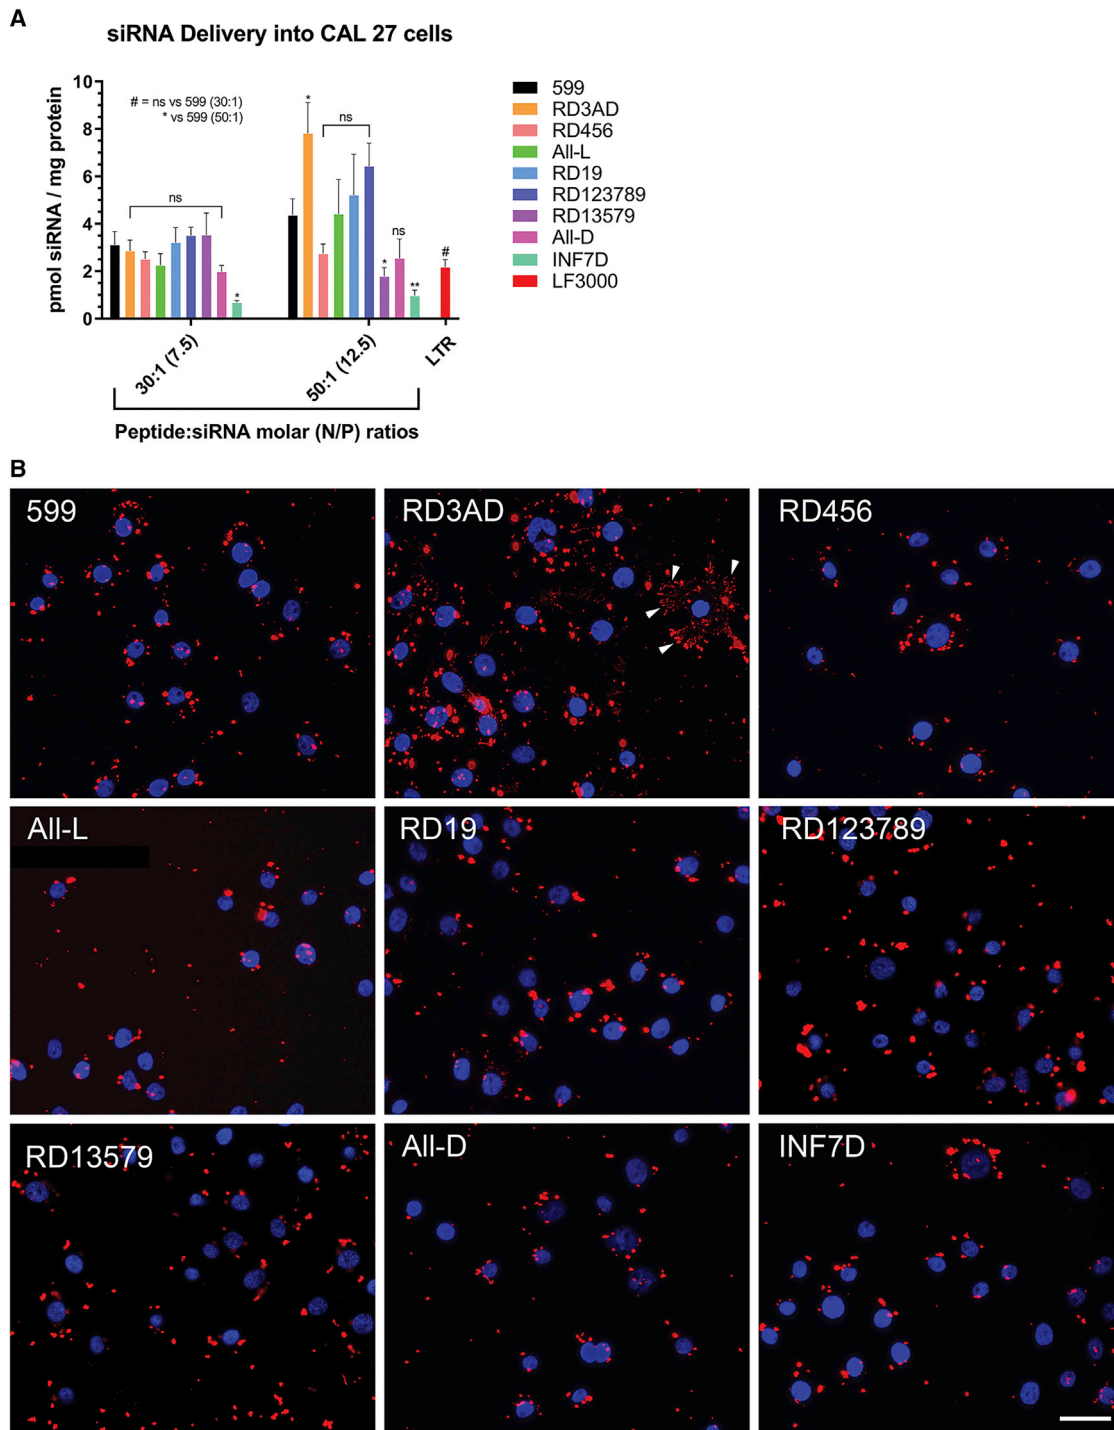 A
siRNA Delivery into CAL 27 cells
pmol siRNA / mg protein
10
8
6
4
2
0
# = ns vs 599 (30:1)
* vs 599 (50:1)
ns
*
*
ns
*
ns
**
#
30:1 (7.5)
50:1 (12.5)
LTR
Peptide:siRNA molar (N/P) ratios
599
RD3AD
RD456
All-L
RD19
RD123789
RD13579
All-D
INF7D
LF3000
B
599
RD3AD
RD456
All-L
RD19
RD123789
RD13579
All-D
INF7D